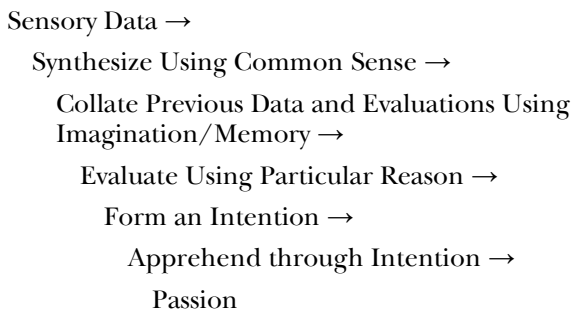 Sensory Data →
Synthesize Using Common Sense →
Collate Previous Data and Evaluations Using
Imagination/Memory →
Evaluate Using Particular Reason →
Form an Intention →
Apprehend through Intention →
Passion